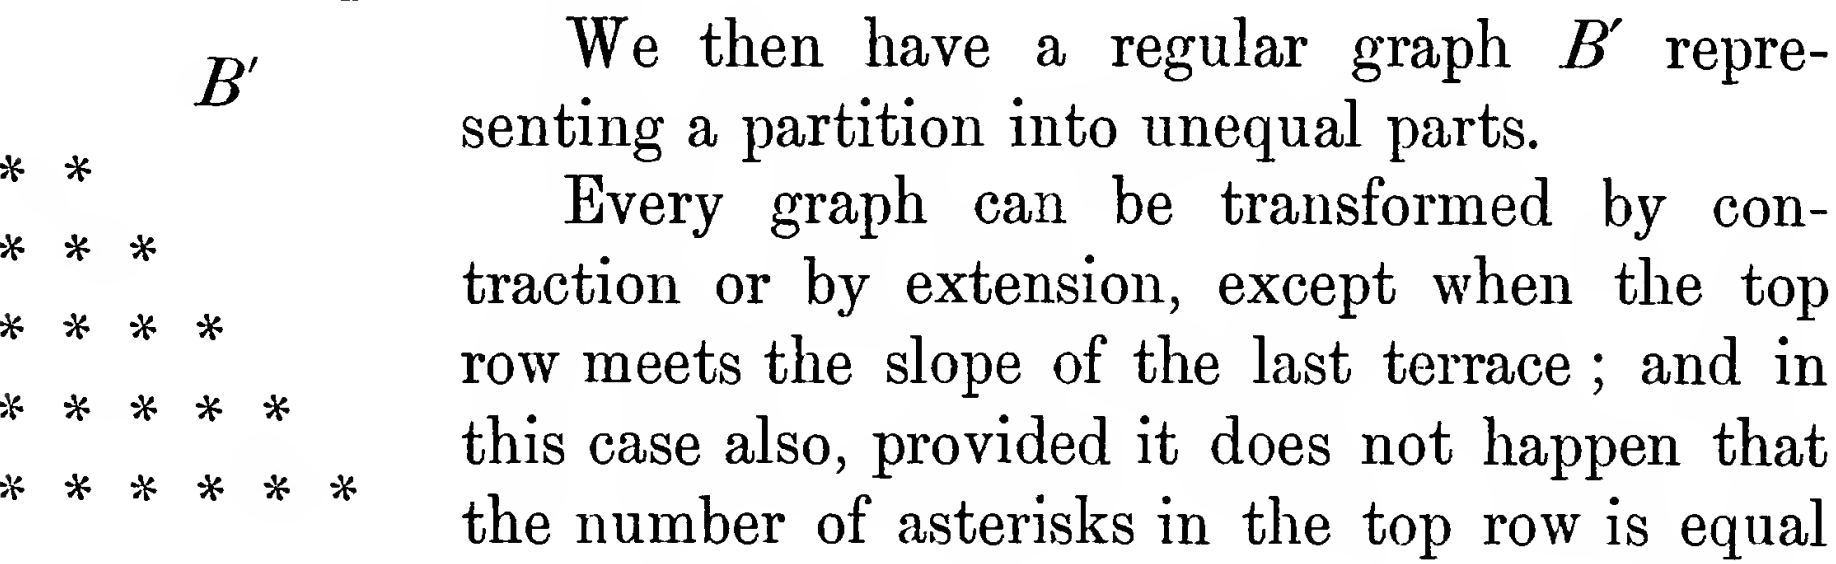 B′
* *
* * *
* * * *
* * * * *
* * * * * *
We then have a regular graph B′ repre-
senting a partition into unequal parts.
Every graph can be transformed by con-
traction or by extension, except when the top
row meets the slope of the last terrace ; and in
this case also, provided it does not happen that
the number of asterisks in the top row is equal